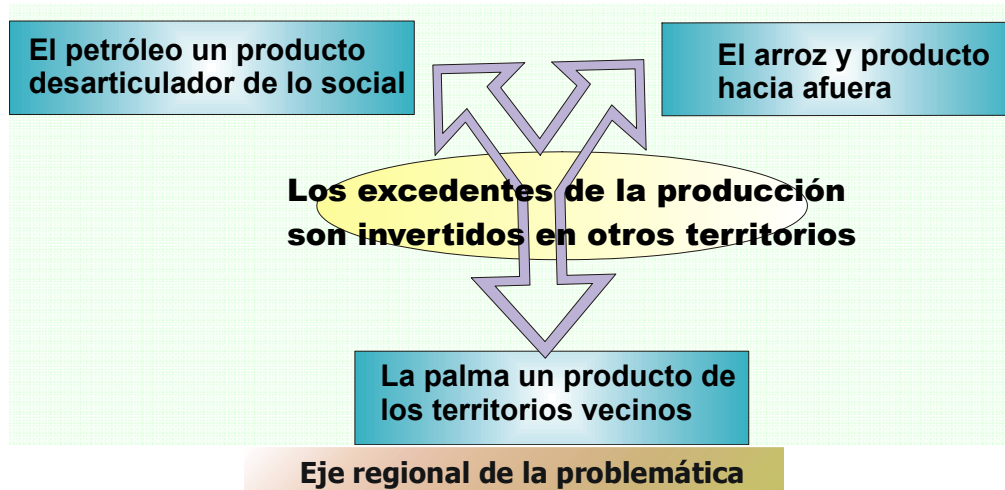 El petróleo un producto
desarticulador de lo social
El arroz y producto
hacia afuera
Los excedentes de la producción
son invertidos en otros territorios
La palma un producto de
los territorios vecinos
Eje regional de la problemática